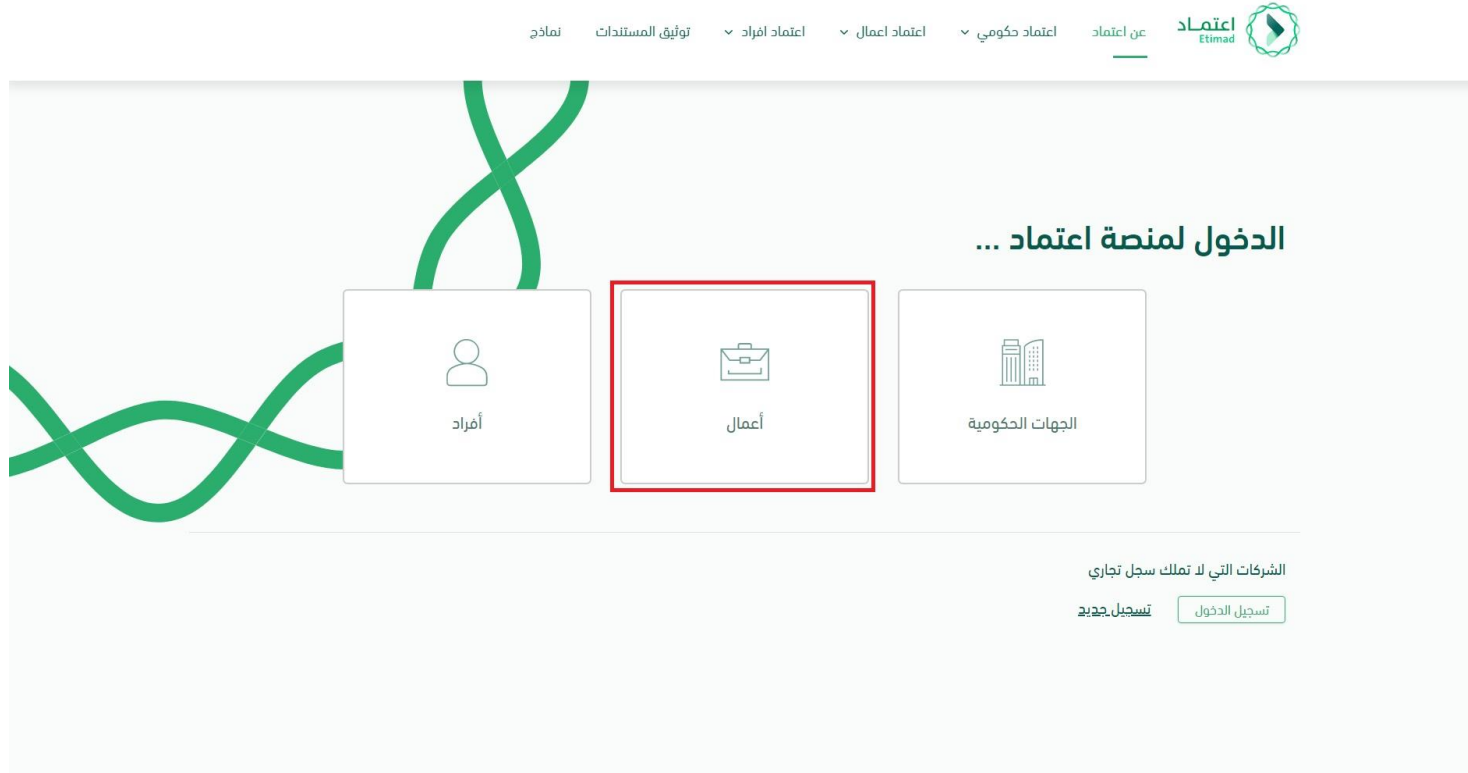 اعتمـاد
Etimad
عن اعتماد
اعتماد حكومي
اعتماد اعمال
اعتماد افراد
توثيق المستندات
نماذج
الدخول لمنصة اعتماد ...
الجهات الحكومية
أعمال
أفراد
الشركات التي لا تملك سجل تجاري
تسجيل الدخول
تسجيل جديد